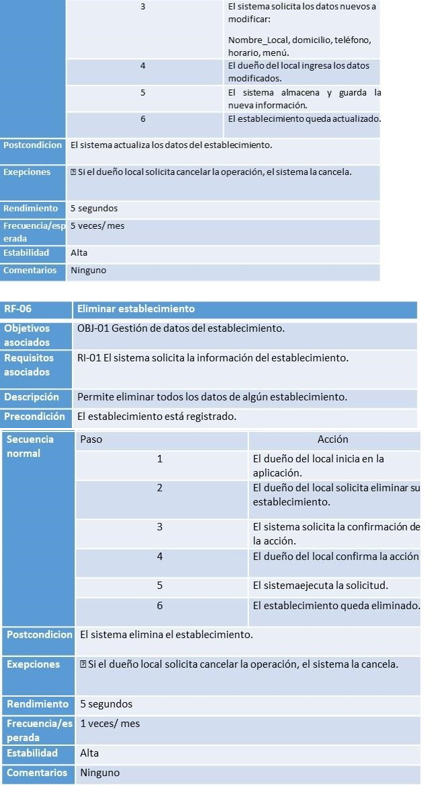 3 El sistema solicita los datos nuevos a
modificar:
Nombre_Local, domicilio, teléfono,
horario, menú.
4 El dueño del local ingresa los datos
modificados.
5 El sistema almacena y guarda la
nueva información.
6 El establecimiento queda actualizado.
Postcondicion El sistema actualiza los datos del establecimiento.
Exepciones Si el dueño local solicita cancelar la operación, el sistema la cancela.
Rendimiento 5 segundos
Frecuencia/esp 5 veces/ mes
erada
Estabilidad Alta
Comentarios Ninguno
RF-06 Eliminar establecimiento
Objetivos OBJ-01 Gestión de datos del establecimiento.
asociados
Requisitos RI-01 El sistema solicita la información del establecimiento.
asociados
Descripción Permite eliminar todos los datos de algún establecimiento.
Precondición El establecimiento está registrado.
Secuencia Paso Acción
normal
1 El dueño del local inicia en la
aplicación.
2 El dueño del local solicita eliminar su
establecimiento.
3 El sistema solicita la confirmación de
la acción.
4 El dueño del local confirma la acción
5 El sistemaejecuta la solicitud.
6 El establecimiento queda eliminado.
Postcondicion El sistema elimina el establecimiento.
Exepciones Si el dueño local solicita cancelar la operación, el sistema la cancela.
Rendimiento 5 segundos
Frecuencia/es 1 veces/ mes
perada
Estabilidad Alta
Comentarios Ninguno